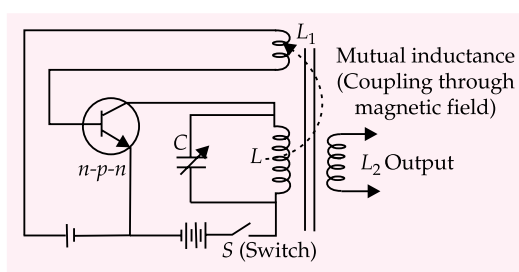 L1
Mutual inductance
(Coupling through
magnetic field)
C
L
L2 Output
n-p-n
S (Switch)